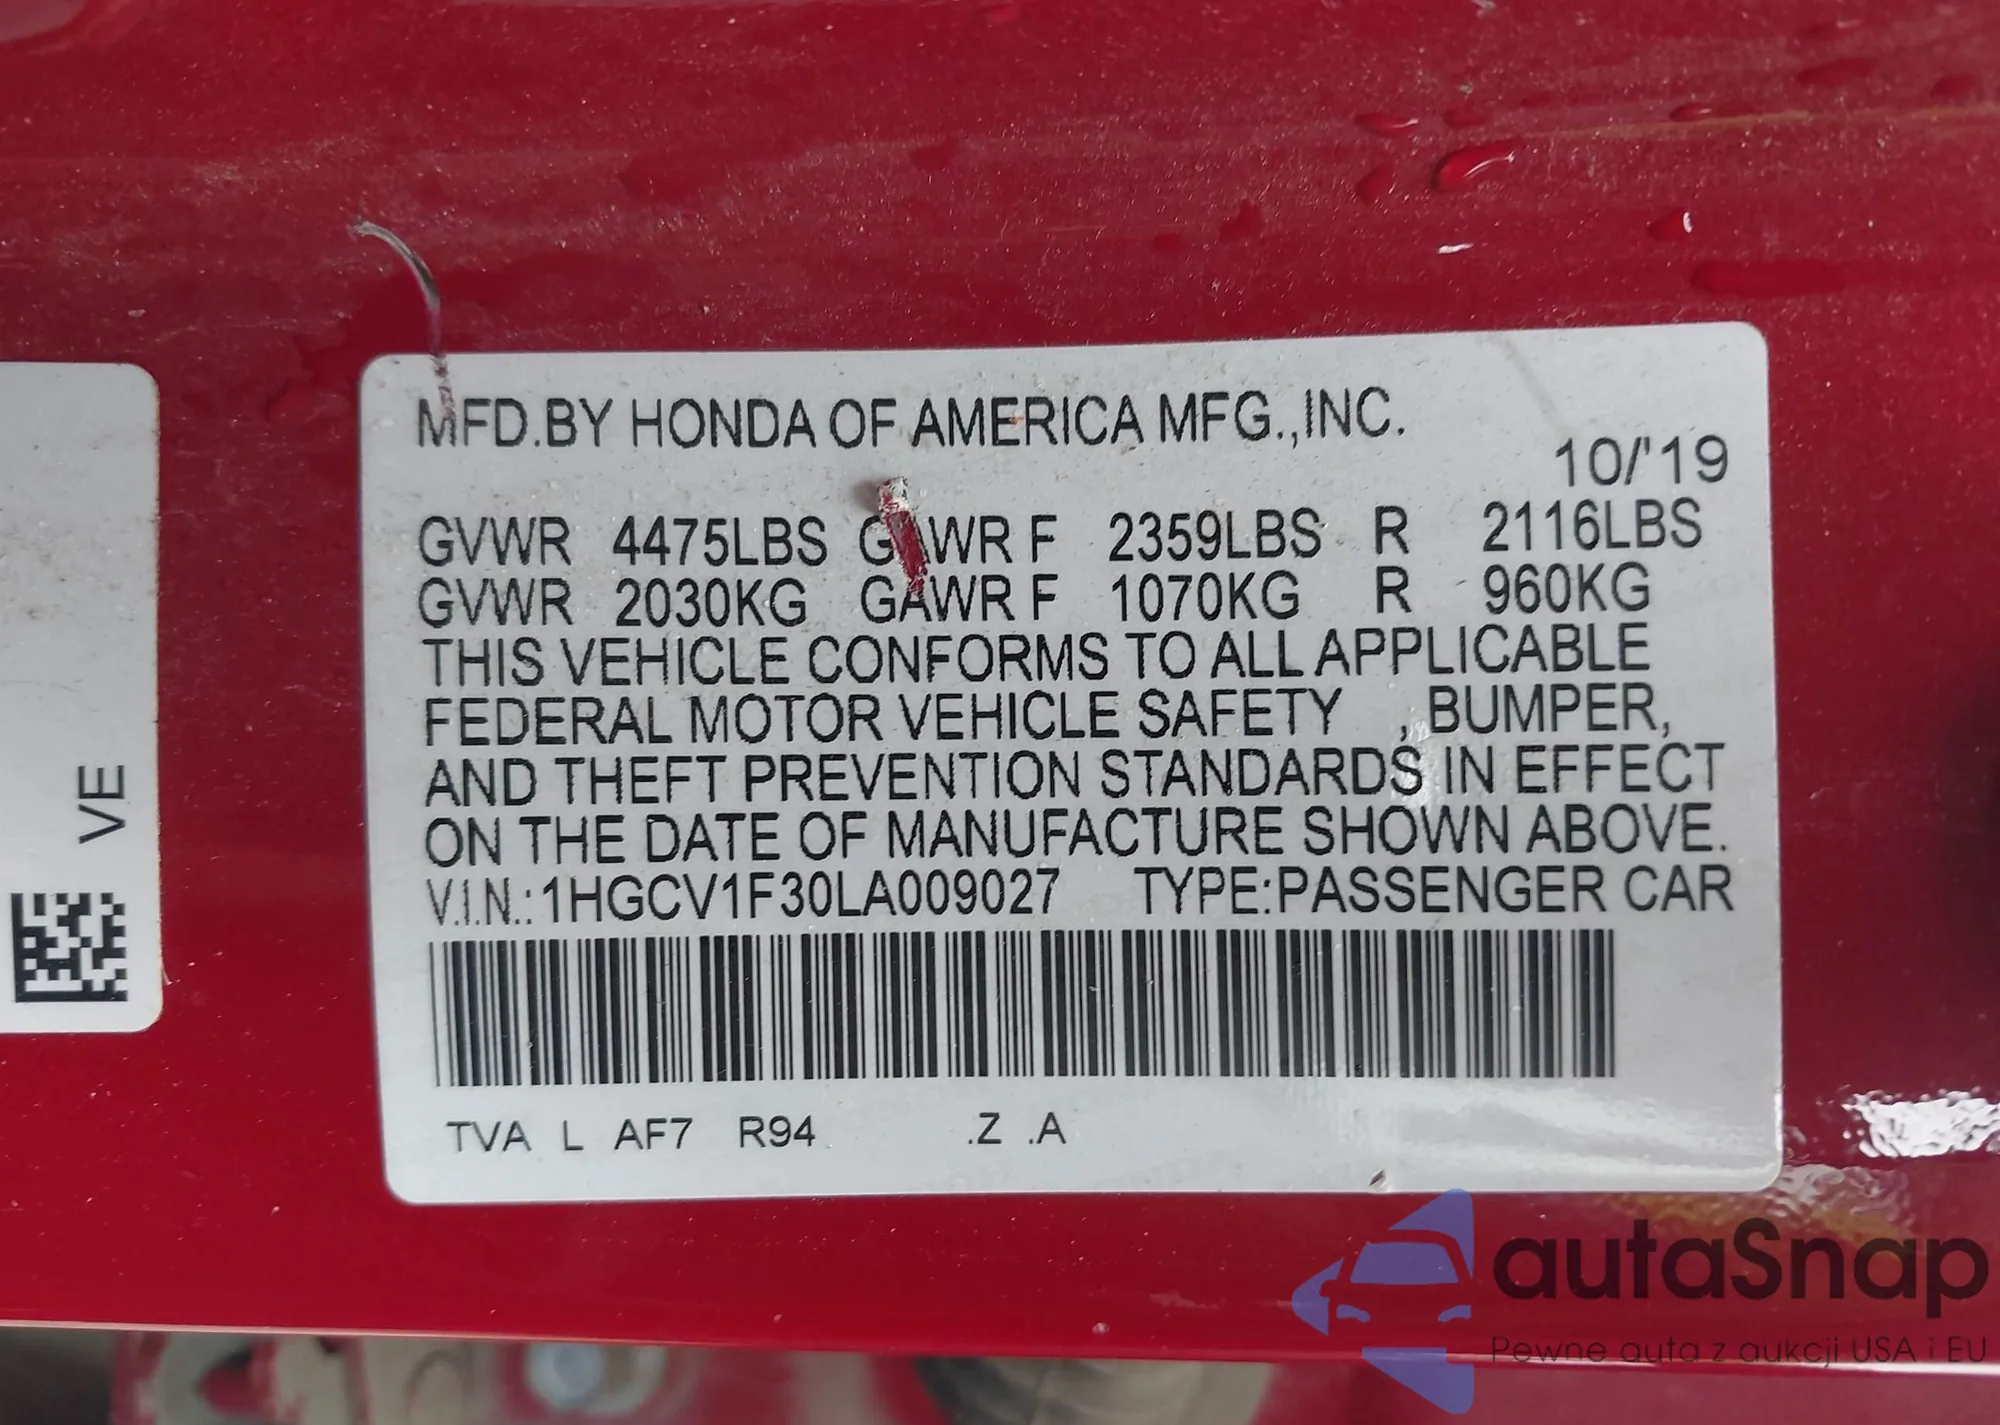 MFD.BY HONDA OF AMERICA MFG.,INC.
10/'19
GVWR 4475LBS GAWR F 2359LBS R 2116LBS
GVWR 2030KG GAWR F 1070KG R 960KG
THIS VEHICLE CONFORMS TO ALL APPLICABLE
FEDERAL MOTOR VEHICLE SAFETY , BUMPER,
AND THEFT PREVENTION STANDARDS IN EFFECT
ON THE DATE OF MANUFACTURE SHOWN ABOVE.
V.I.N.:1HGCV1F30LA009027 TYPE:PASSENGER CAR
TVA L AF7 R94 .Z .A
VE
autaSnap
Pewne auta z aukcji USA i EU